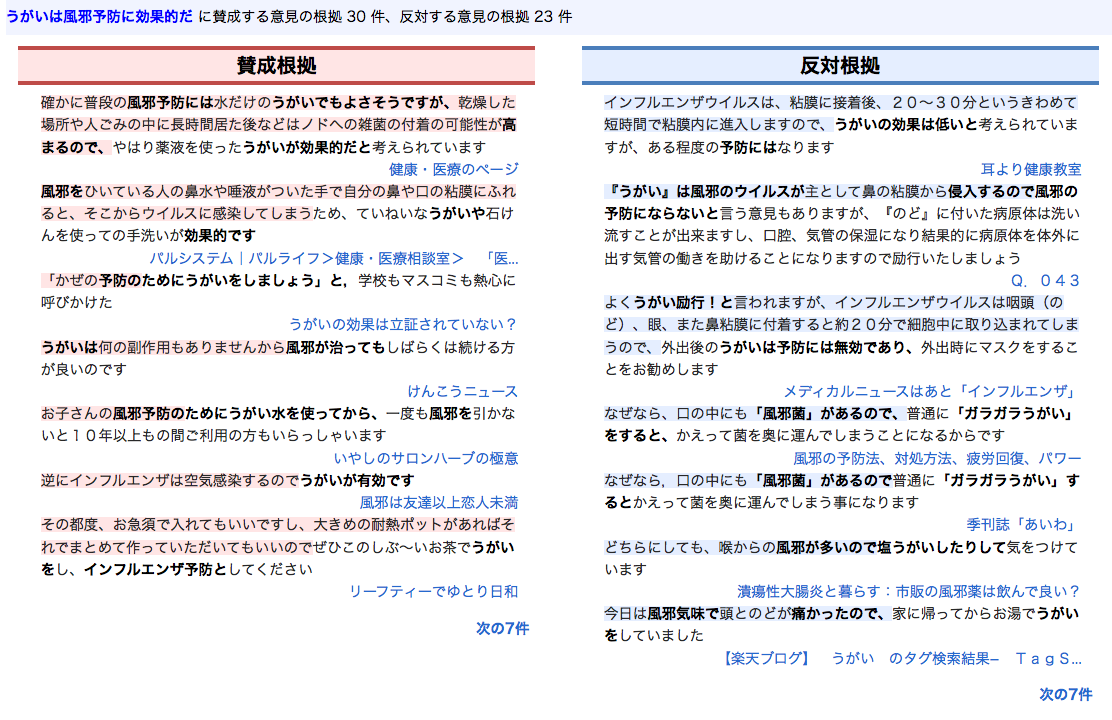 うがいは風邪予防に効果的だ に賛成する意見の根拠 30 件、反対する意見の根拠 23 件
賛成根拠
確かに普段の風邪予防には水だけのうがいでもよさそうですが、乾燥した
場所や人ごみの中に長時間居た後などはノドへの雑菌の付着の可能性が高
まるので、やはり薬液を使ったうがいが効果的だと考えられています
健康・医療のページ
風邪をひいている人の鼻水や唾液がついた手で自分の鼻や口の粘膜にふれ
ると、そこからウイルスに感染してしまうため、ていねいなうがいや石け
んを使っての手洗いが効果的です
パルシステム｜パルライフ＞健康・医療相談室＞　「医...
「かぜの予防のためにうがいをしましょう」と，学校もマスコミも熱心に
呼びかけた
うがいの効果は立証されていない？
うがいは何の副作用もありませんから風邪が治ってもしばらくは続ける方
が良いのです
けんこうニュース
お子さんの風邪予防のためにうがい水を使ってから、一度も風邪を引かな
いと１０年以上もの間ご利用の方もいらっしゃいます
いやしのサロンハーブの極意
逆にインフルエンザは空気感染するのでうがいが有効です
風邪は友達以上恋人未満
その都度、お急須で入れてもいいですし、大きめの耐熱ポットがあればそ
れでまとめて作っていただいてもいいのでぜひこのしぶ〜いお茶でうがい
をし、インフルエンザ予防としてください
リーフティーでゆとり日和
次の7件
反対根拠
インフルエンザウイルスは、粘膜に接着後、２０〜３０分というきわめて
短時間で粘膜内に進入しますので、うがいの効果は低いと考えられていま
すが、ある程度の予防にはなります
耳より健康教室
『うがい』は風邪のウイルスが主として鼻の粘膜から侵入するので風邪の
予防にならないと言う意見もありますが、『のど』に付いた病原体は洗い
流すことが出来ますし、口腔、気管の保湿になり結果的に病原体を体外に
出す気管の働きを助けることになりますので励行いたしましょう
Ｑ．０４３
よくうがい励行！と言われますが、インフルエンザウイルスは咽頭（の
ど）、眼、また鼻粘膜に付着すると約２０分で細胞中に取り込まれてしま
うので、外出後のうがいは予防には無効であり、外出時にマスクをするこ
とをお勧めします
メディカルニュースはあと「インフルエンザ」
なぜなら、口の中にも「風邪菌」があるので、普通に「ガラガラうがい」
をすると、かえって菌を奥に運んでしまうことになるからです
風邪の予防法、対処方法、疲労回復、パワー
なぜなら，口の中にも「風邪菌」があるので普通に「ガラガラうがい」す
るとかえって菌を奥に運んでしまう事になります
季刊誌「あいわ」
どちらにしても、喉からの風邪が多いので塩うがいしたりして気をつけて
います
潰瘍性大腸炎と暮らす：市販の風邪薬は飲んで良い？
今日は風邪気味で頭とのどが痛かったので、家に帰ってからお湯でうがい
をしていました
【楽天ブログ】　うがい　のタグ検索結果−　ＴａｇＳ...
次の7件